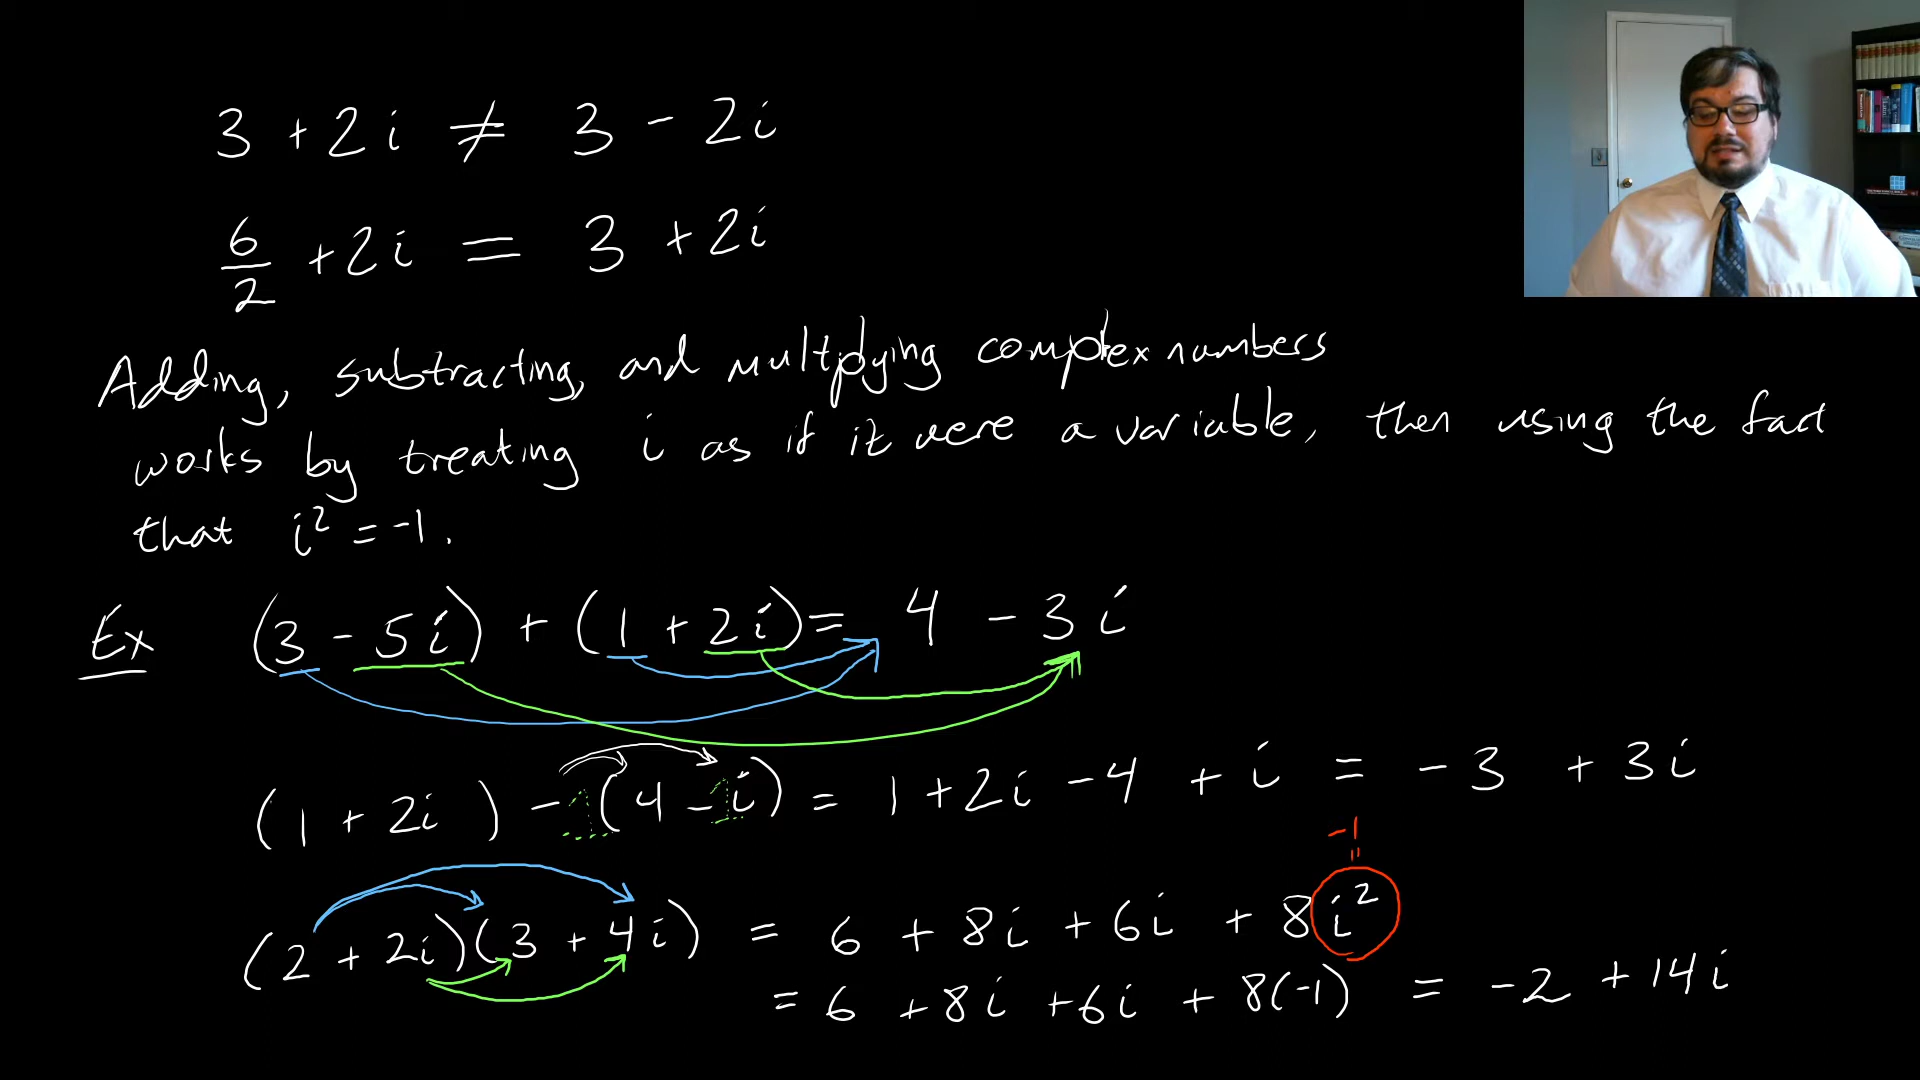 3 + 2i ≠ 3 - 2i
6/2 + 2i = 3 + 2i
Adding, subtracting, and multiplying complex numbers
works by treating i as if it were a variable, then using the fact
that i² = -1.
Ex (3 - 5i) + (1 + 2i) = 4 - 3i
(1 + 2i) - 1(4 - 1i) = 1 + 2i - 4 + i = -3 + 3i
-1
"
(2 + 2i)(3 + 4i) = 6 + 8i + 6i + 8i²
= 6 + 8i + 6i + 8(-1) = -2 + 14i